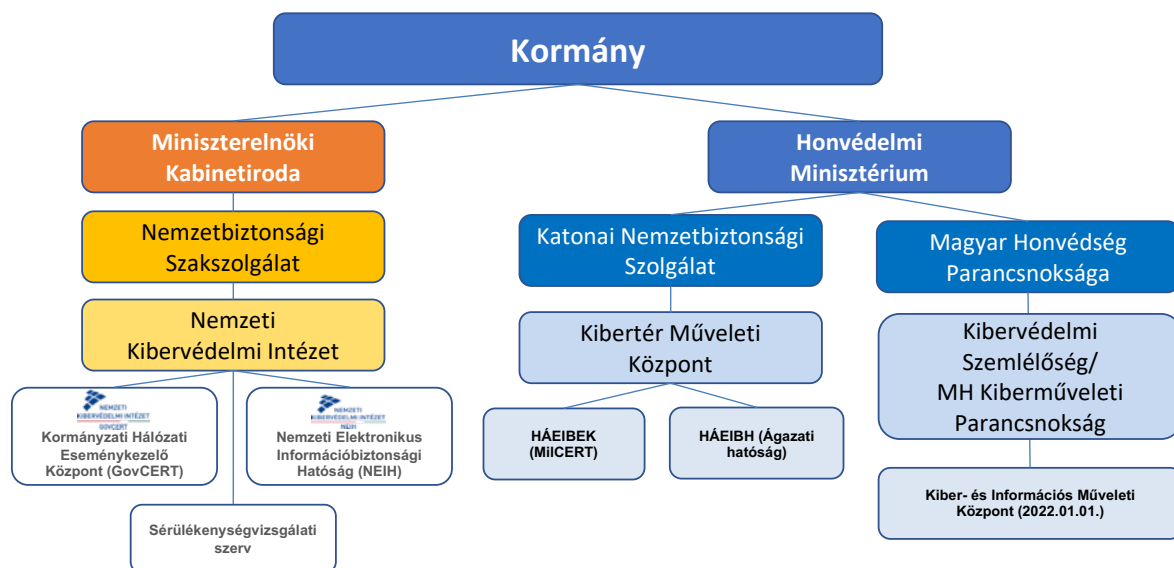 Kormány
Miniszterelnöki
Kabinetiroda
Honvédelmi
Minisztérium
Nemzetbiztonsági
Szakszolgálat
Katonai Nemzetbiztonsági
Szolgálat
Magyar Honvédség
Parancsnoksága
Nemzeti
Kibervédelmi Intézet
Kibertér Műveleti
Központ
Kibervédelmi
Szemlélőség/
MH Kiberműveleti
Parancsnokság
NEMZETI
KIBERVÉDELMI INTÉZET
GOVCERT
Kormányzati Hálózati
Eseménykezelő
Központ (GovCERT)
NEMZETI
KIBERVÉDELMI INTÉZET
NEIH
Nemzeti Elektronikus
Információbiztonsági
Hatóság (NEIH)
HÁEIBEK
(MilCERT)
HÁEIBH (Ágazati
hatóság)
Kiber- és Információs Műveleti
Központ (2022.01.01.)
Sérülékenységvizsgálati
szerv